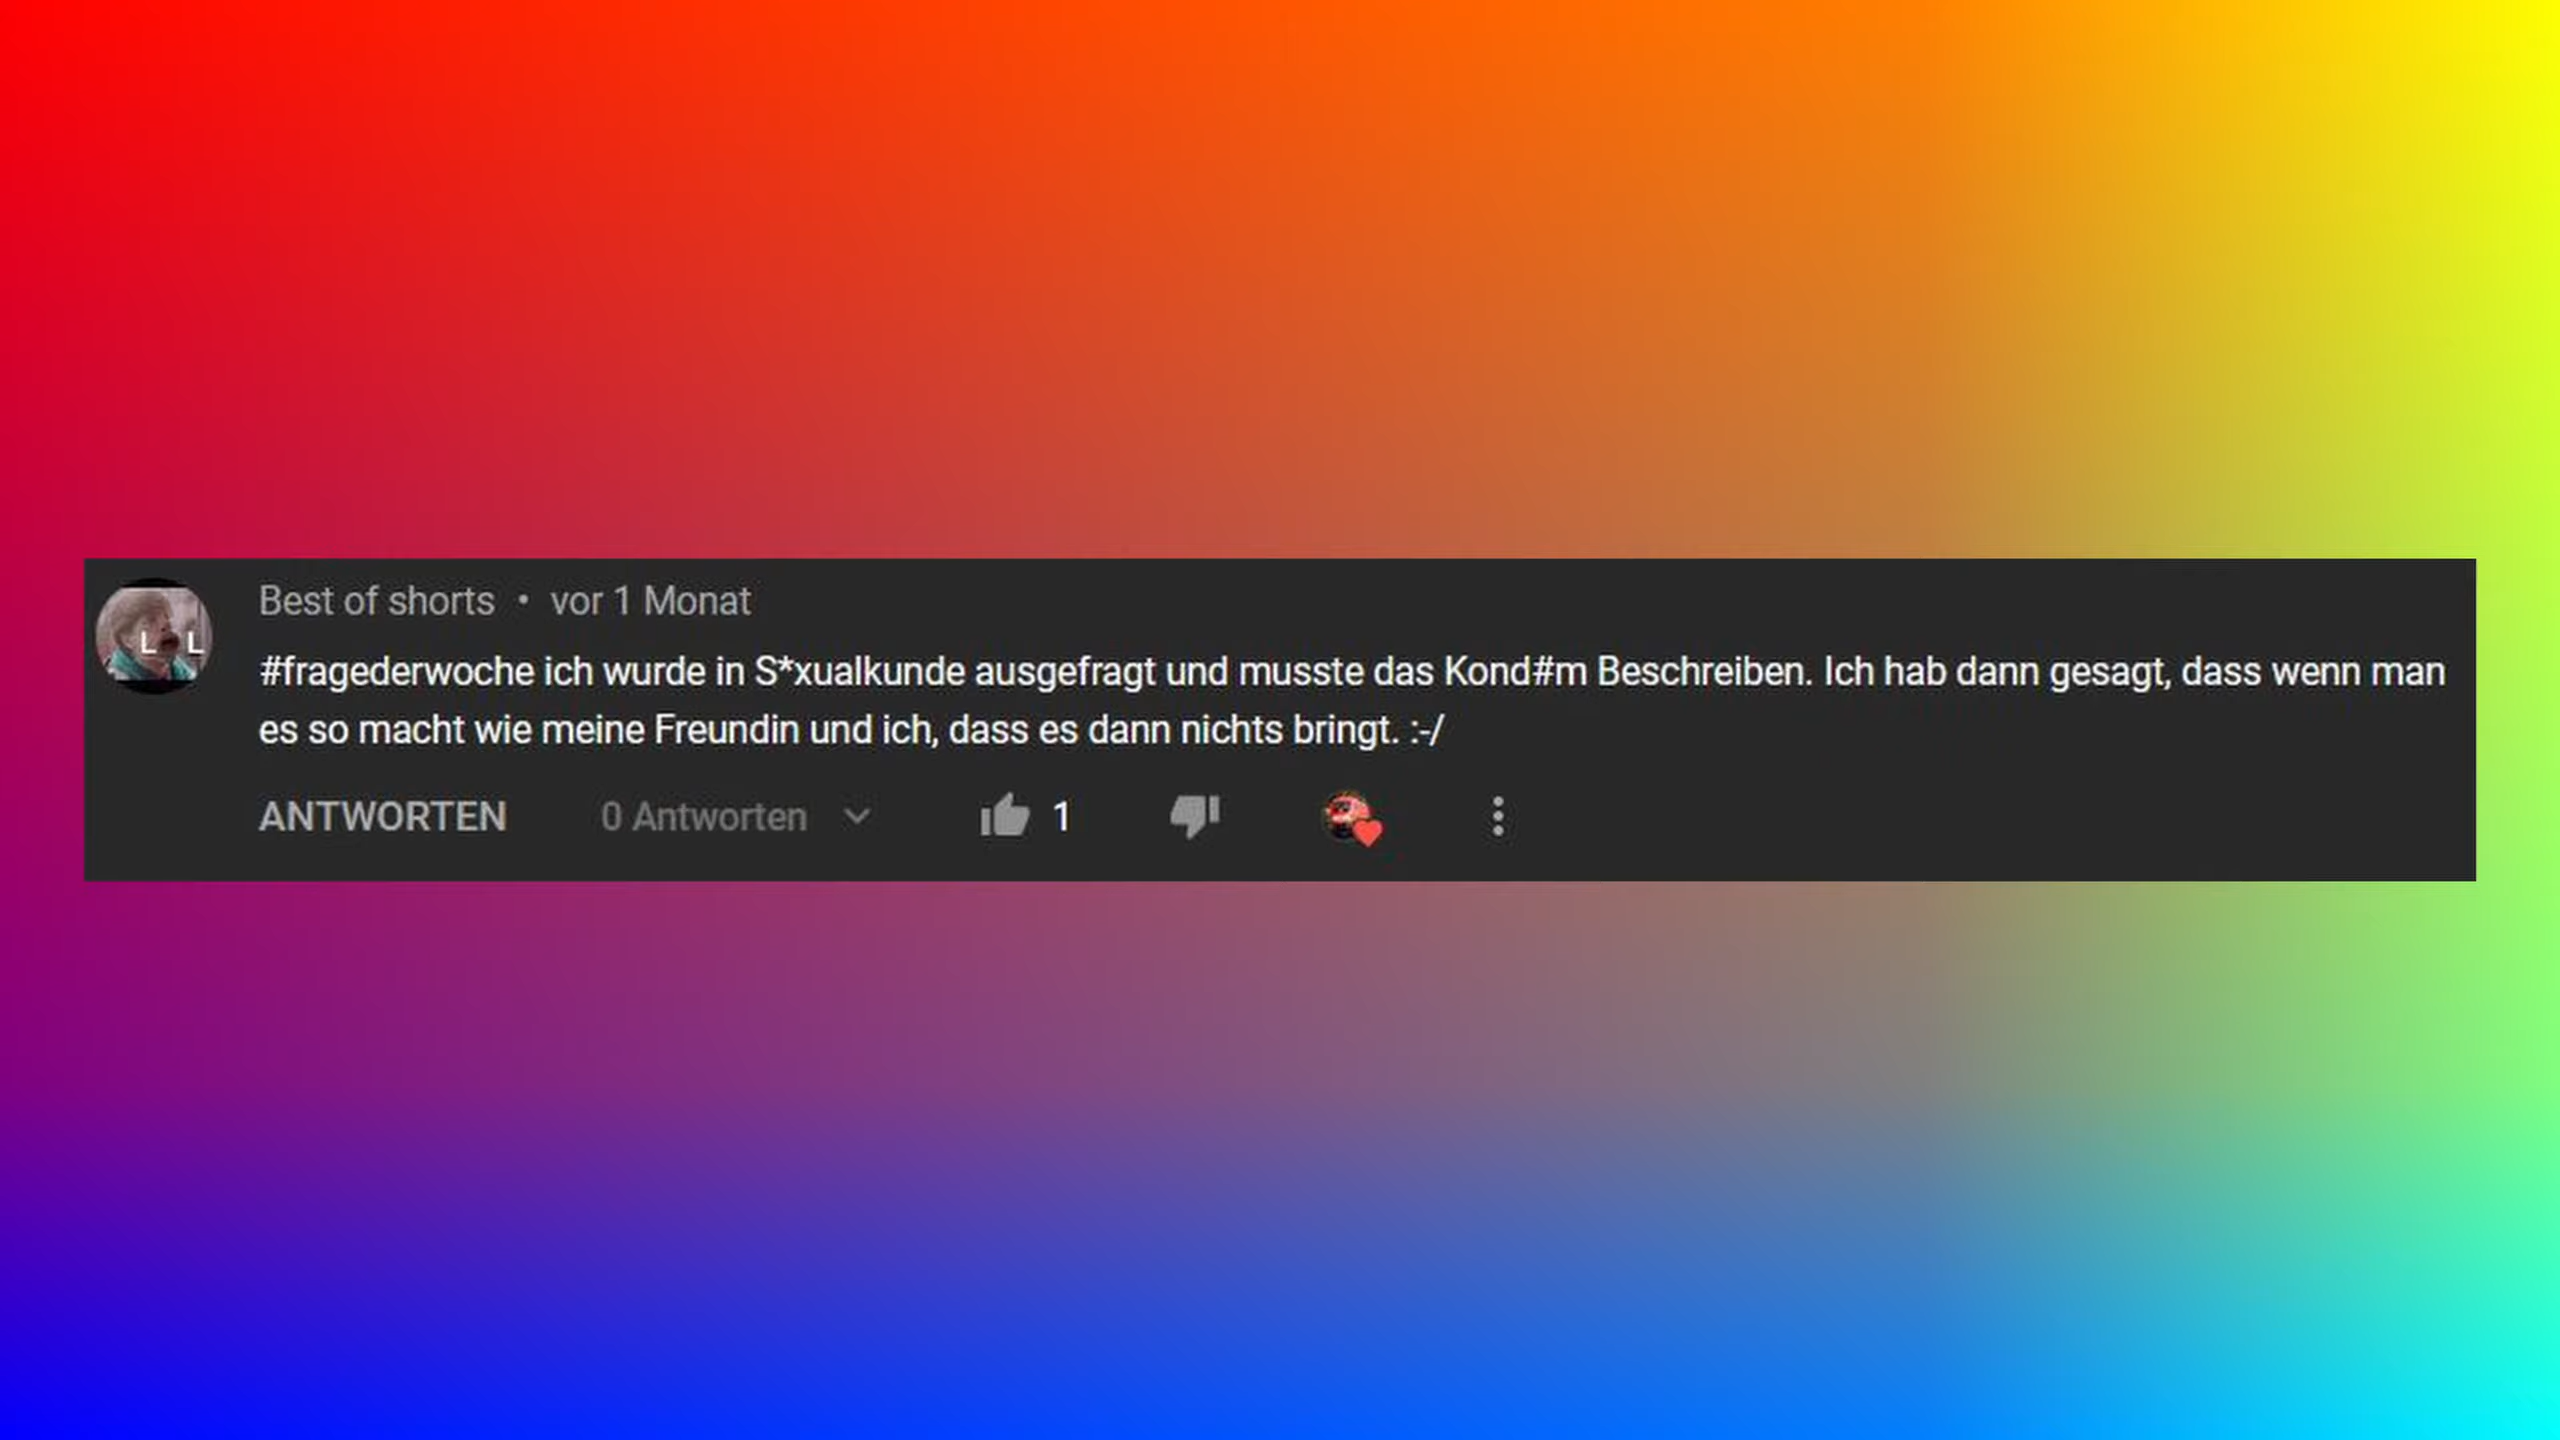 Best of shorts • vor 1 Monat
#fragederwoche ich wurde in S*xualkunde ausgefragt und musste das Kond#m Beschreiben. Ich hab dann gesagt, dass wenn man
es so macht wie meine Freundin und ich, dass es dann nichts bringt. :-/
ANTWORTEN 0 Antworten 1
L L